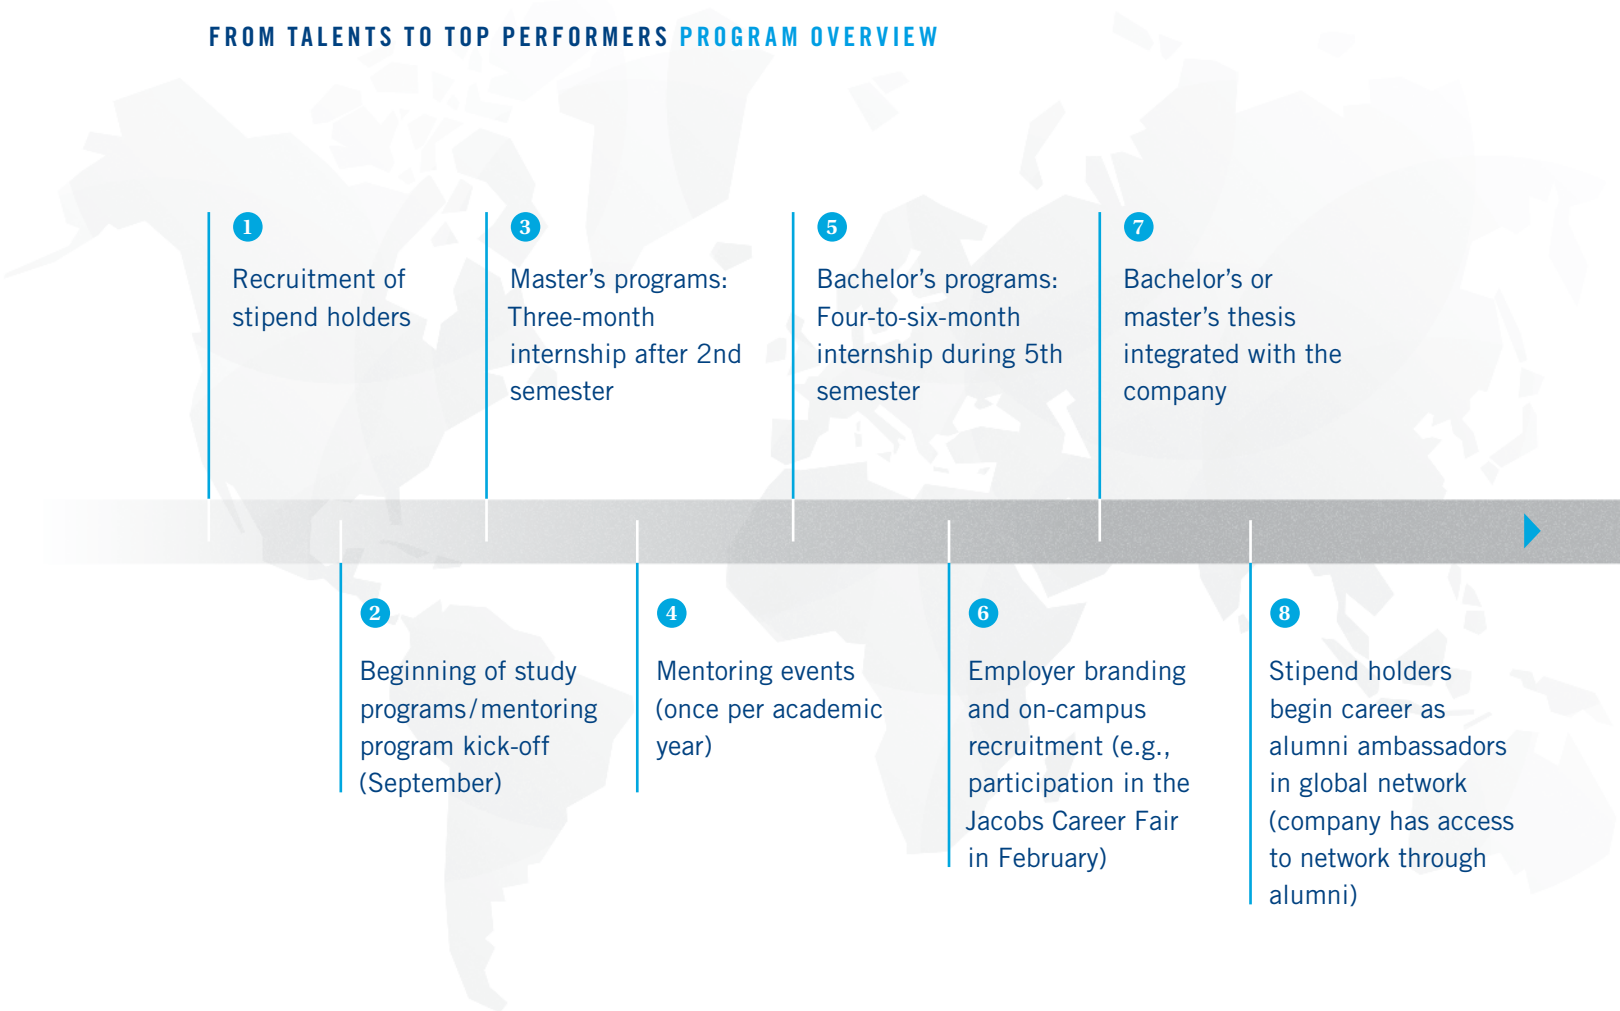 FROM TALENTS TO TOP PERFORMERS PROGRAM OVERVIEW
1
Recruitment of
stipend holders
2
Beginning of study
programs/mentoring
program kick-off
(September)
3
Master’s programs:
Three-month
internship after 2nd
semester
4
Mentoring events
(once per academic
year)
5
Bachelor’s programs:
Four-to-six-month
internship during 5th
semester
6
Employer branding
and on-campus
recruitment (e.g.,
participation in the
Jacobs Career Fair
in February)
7
Bachelor’s or
master’s thesis
integrated with the
company
8
Stipend holders
begin career as
alumni ambassadors
in global network
(company has access
to network through
alumni)